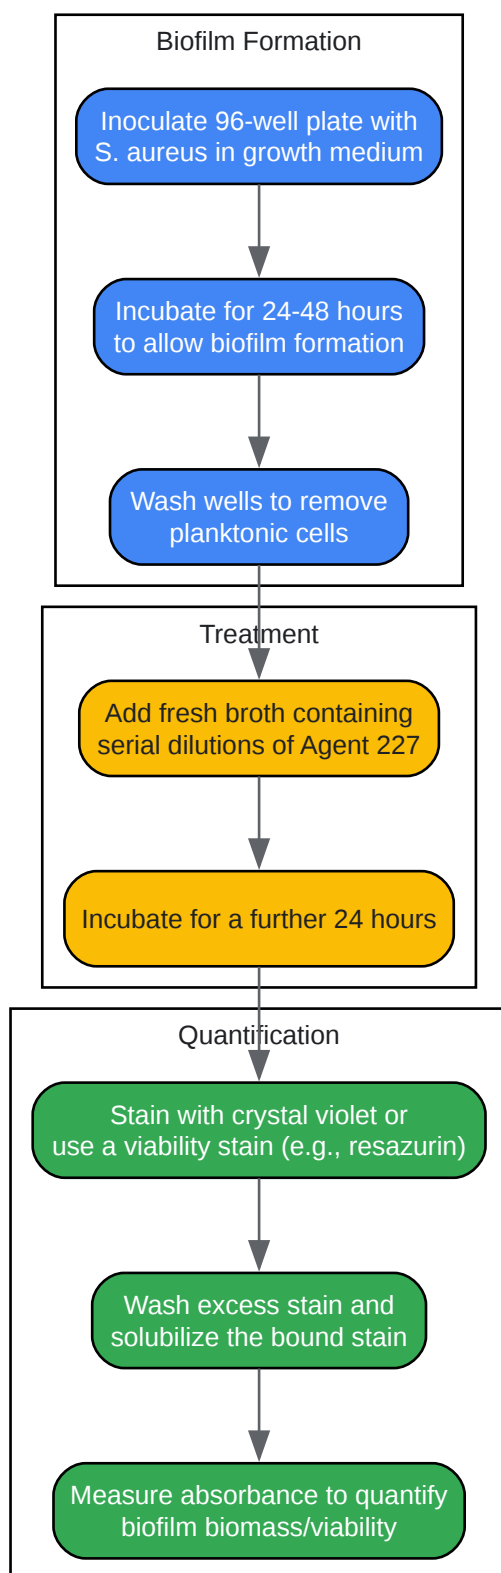 Biofilm Formation
Inoculate 96-well plate with
S. aureus in growth medium
Incubate for 24-48 hours
to allow biofilm formation
Wash wells to remove
planktonic cells
Treatment
Add fresh broth containing
serial dilutions of Agent 227
Incubate for a further 24 hours
Quantification
Stain with crystal violet or
use a viability stain (e.g., resazurin)
Wash excess stain and
solubilize the bound stain
Measure absorbance to quantify
biofilm biomass/viability